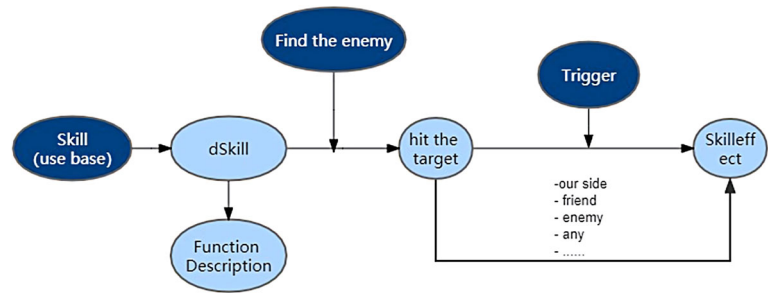 Find the enemy
Trigger
Skill
(use base)
dSkill
hit the
target
Skilleff
ect
-our side
- friend
- enemy
- any
- ......
Function
Description